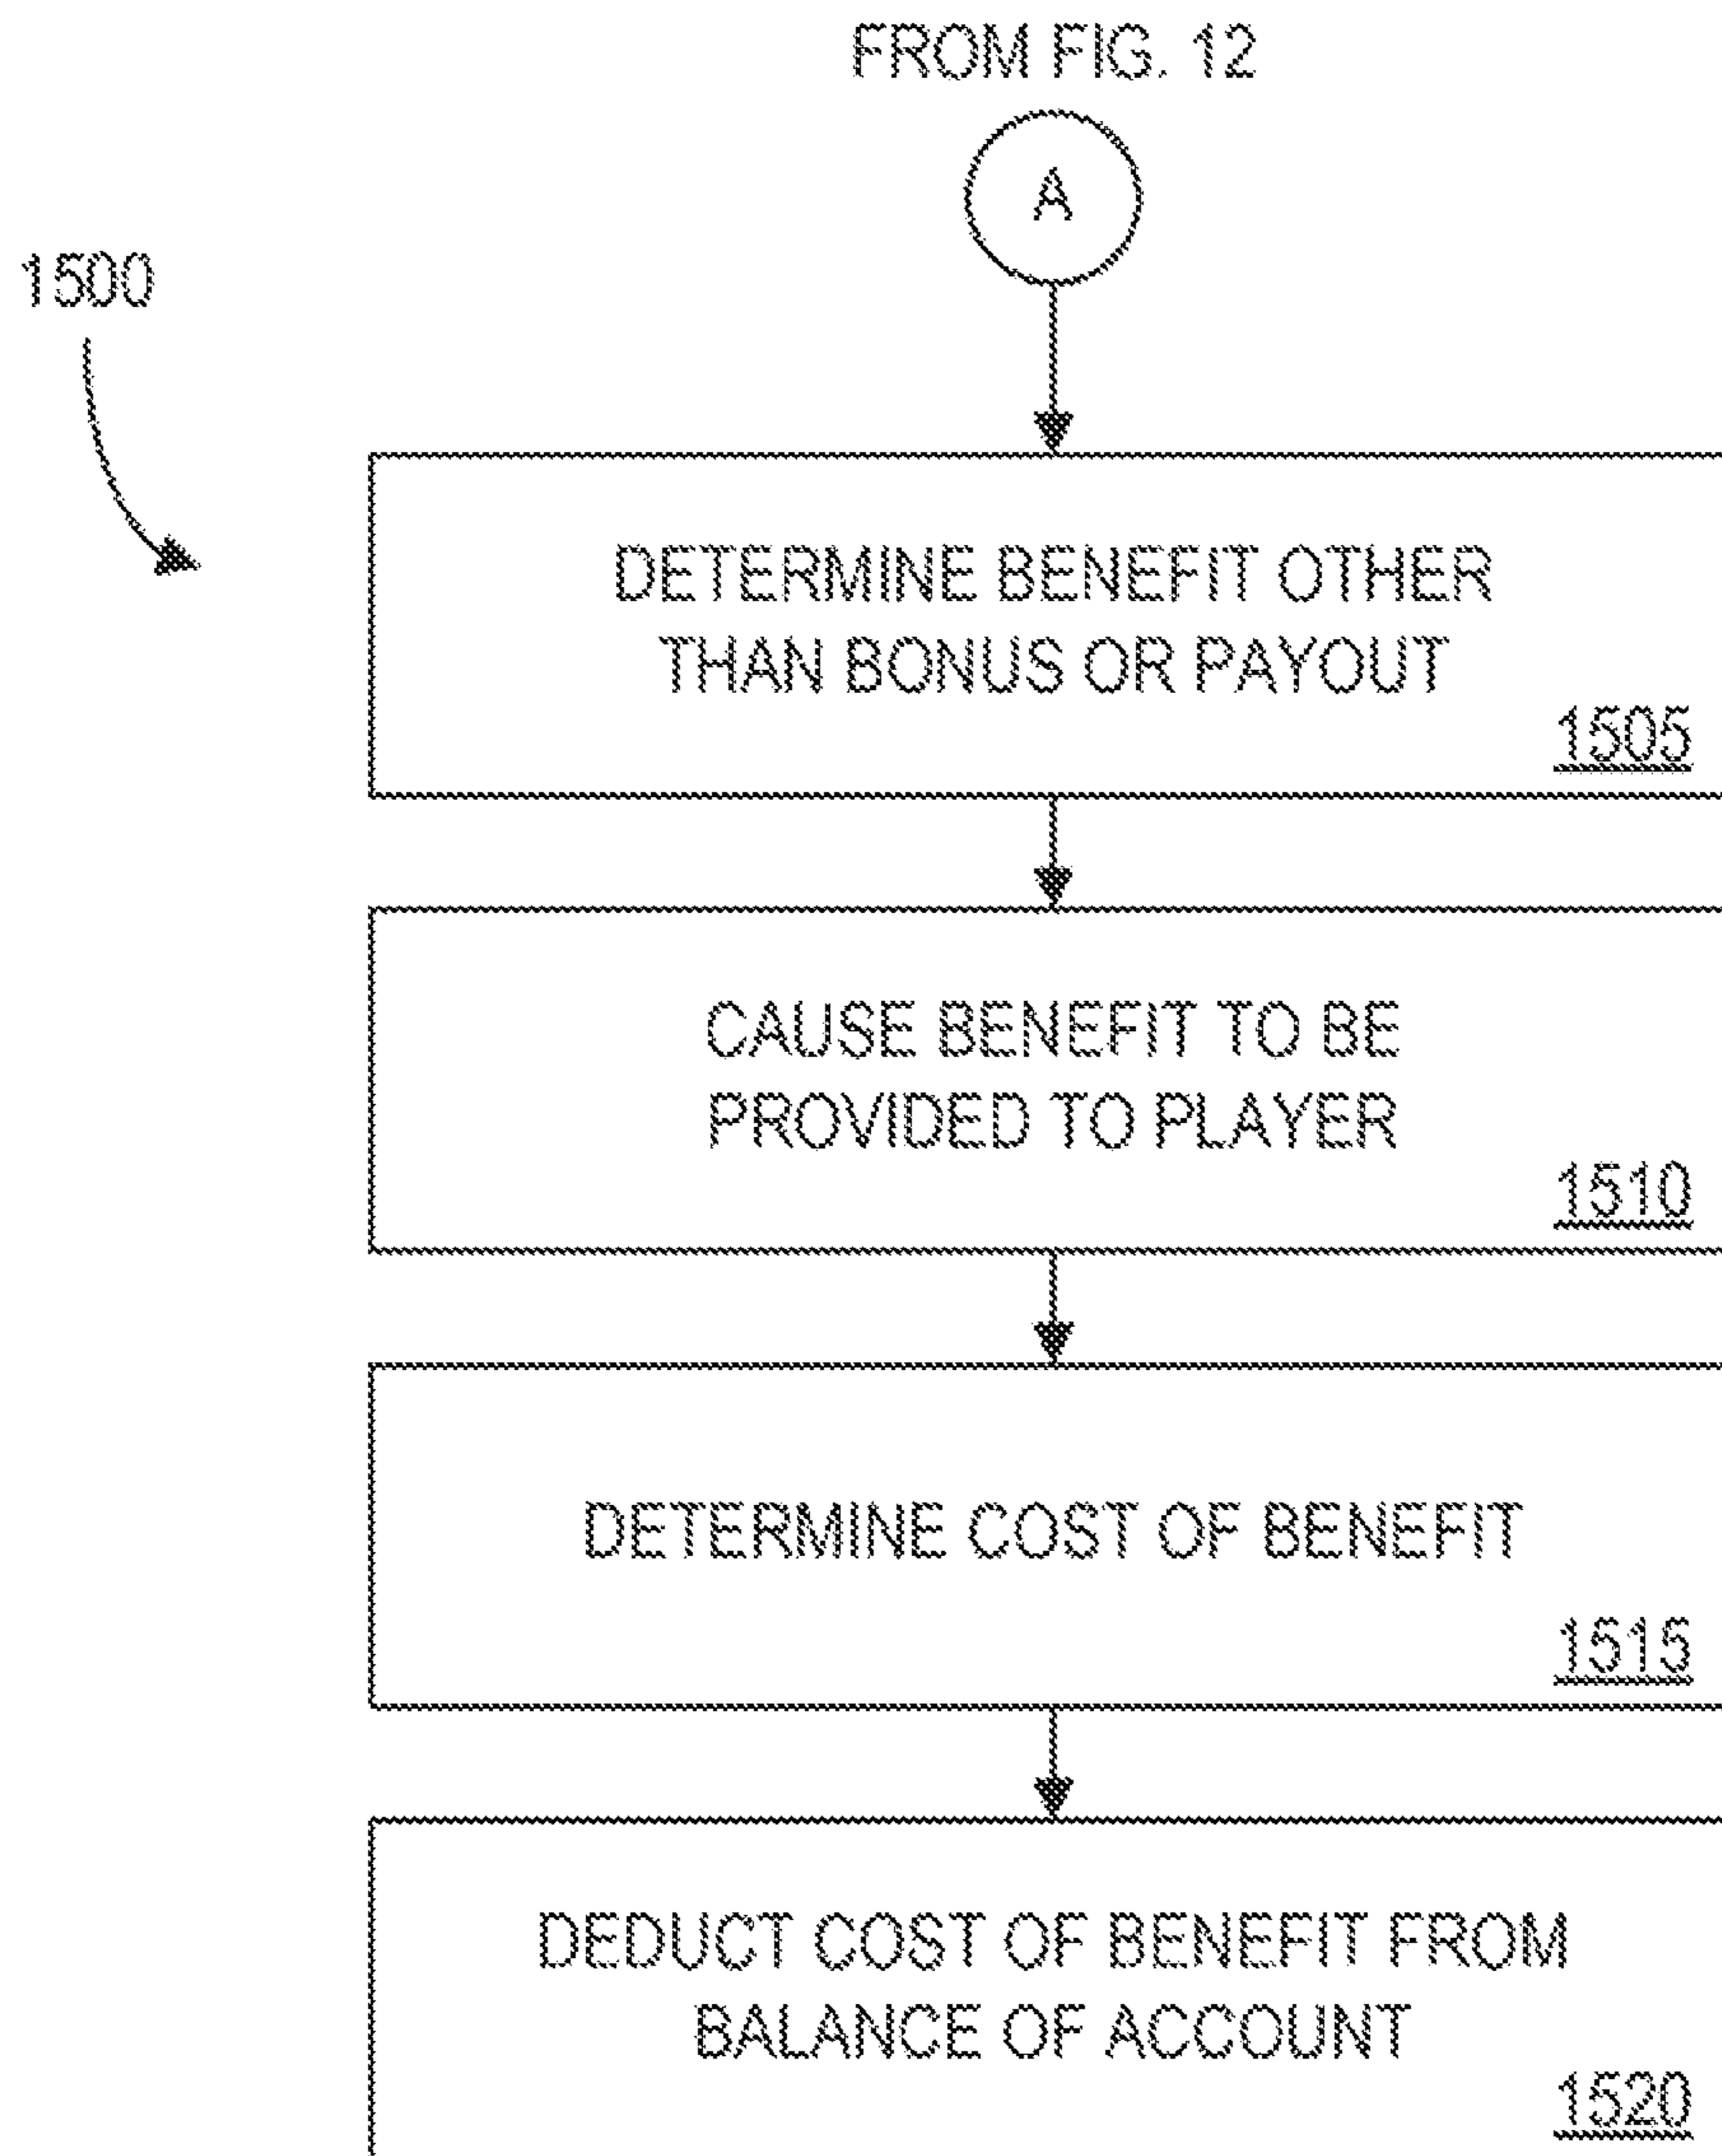 FROM FIG. 12
A
1500
DETERMINE BENEFIT OTHER
THAN BONUS OR PAYOUT
1505
CAUSE BENEFIT TO BE
PROVIDED TO PLAYER
1510
DETERMINE COST OF BENEFIT
1515
DEDUCT COST OF BENEFIT FROM
BALANCE OF ACCOUNT
1520